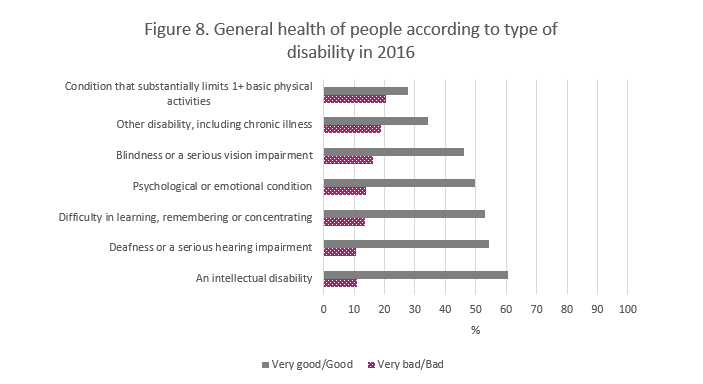 Figure 8. General health of people according to type of
disability in 2016
Condition that substantially limits 1+ basic physical
activities
Other disability, including chronic illness
Blindness or a serious vision impairment
Psychological or emotional condition
Difficulty in learning, remembering or concentrating
Deafness or a serious hearing impairment
An intellectual disability
0 10 20 30 40 50 60 70 80 90 100
%
Very good/Good Very bad/Bad